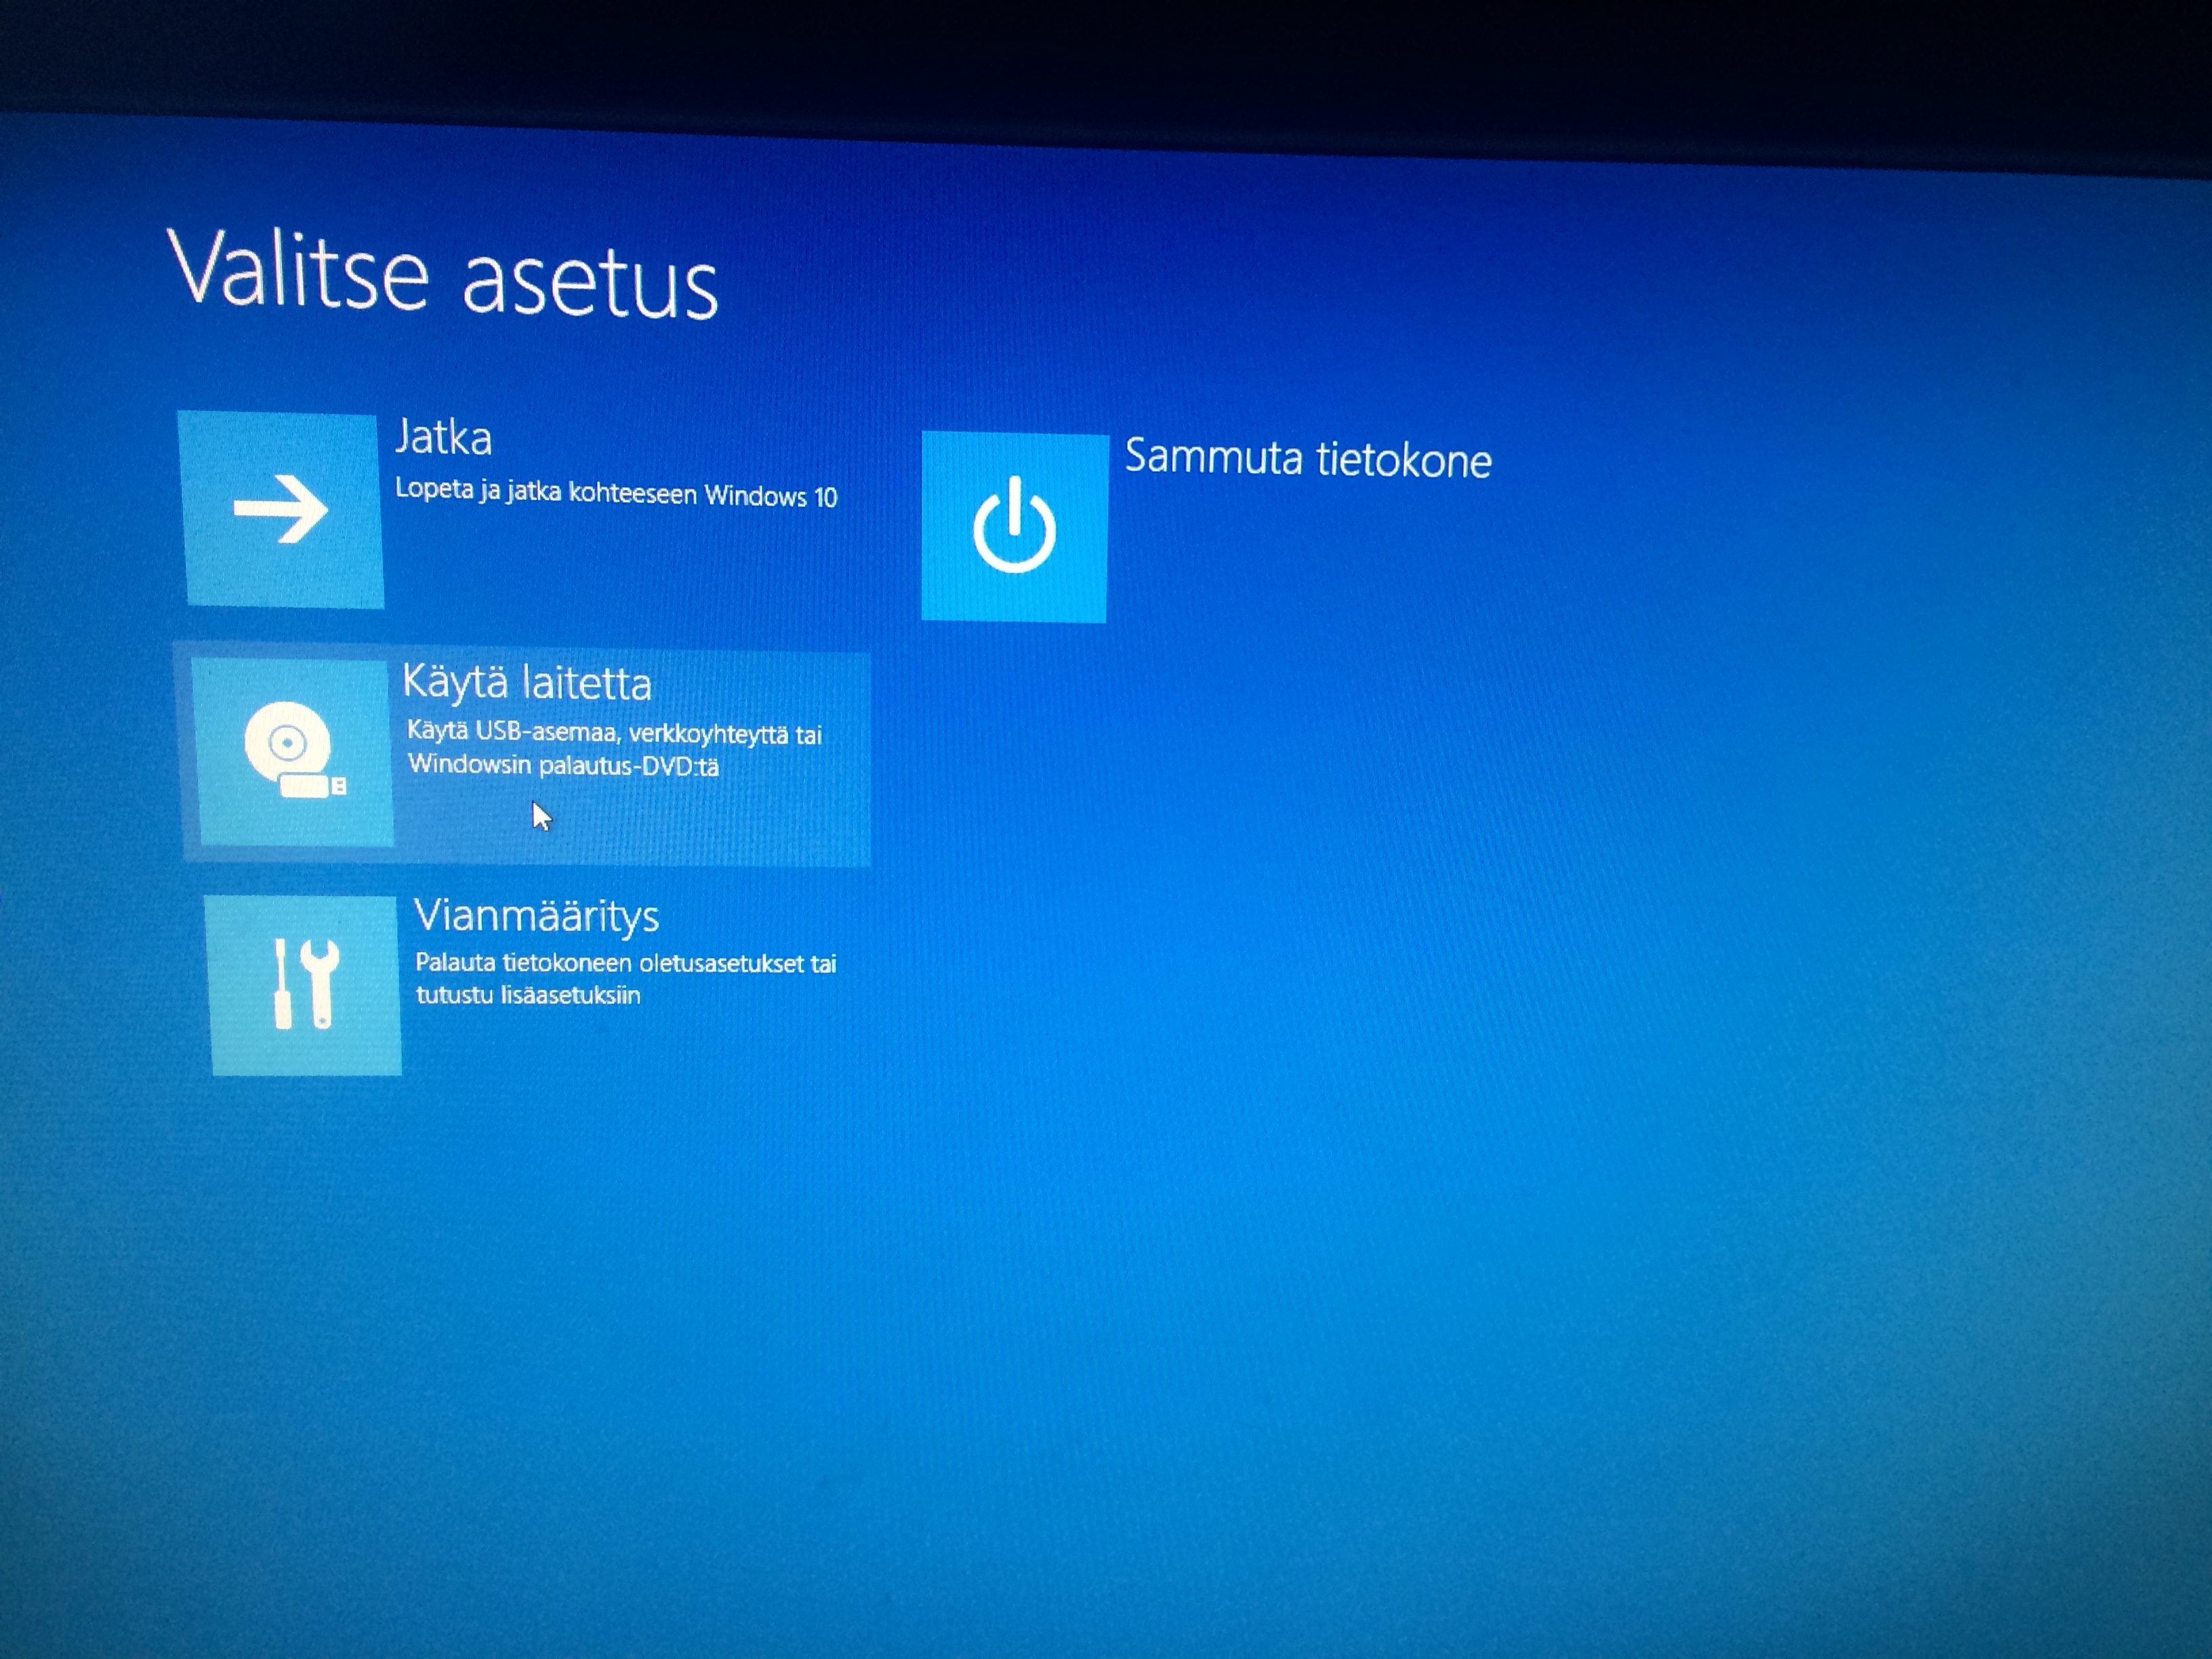 Valitse asetus
Jatka
Lopeta ja jatka kohteeseen Windows 10
Käytä laitetta
Käytä USB-asemaa, verkkoyhteyttä tai
Windowsin palautus-DVD:tä
Vianmääritys
Palauta tietokoneen oletusasetukset tai
tutustu lisäasetuksiin
Sammuta tietokone